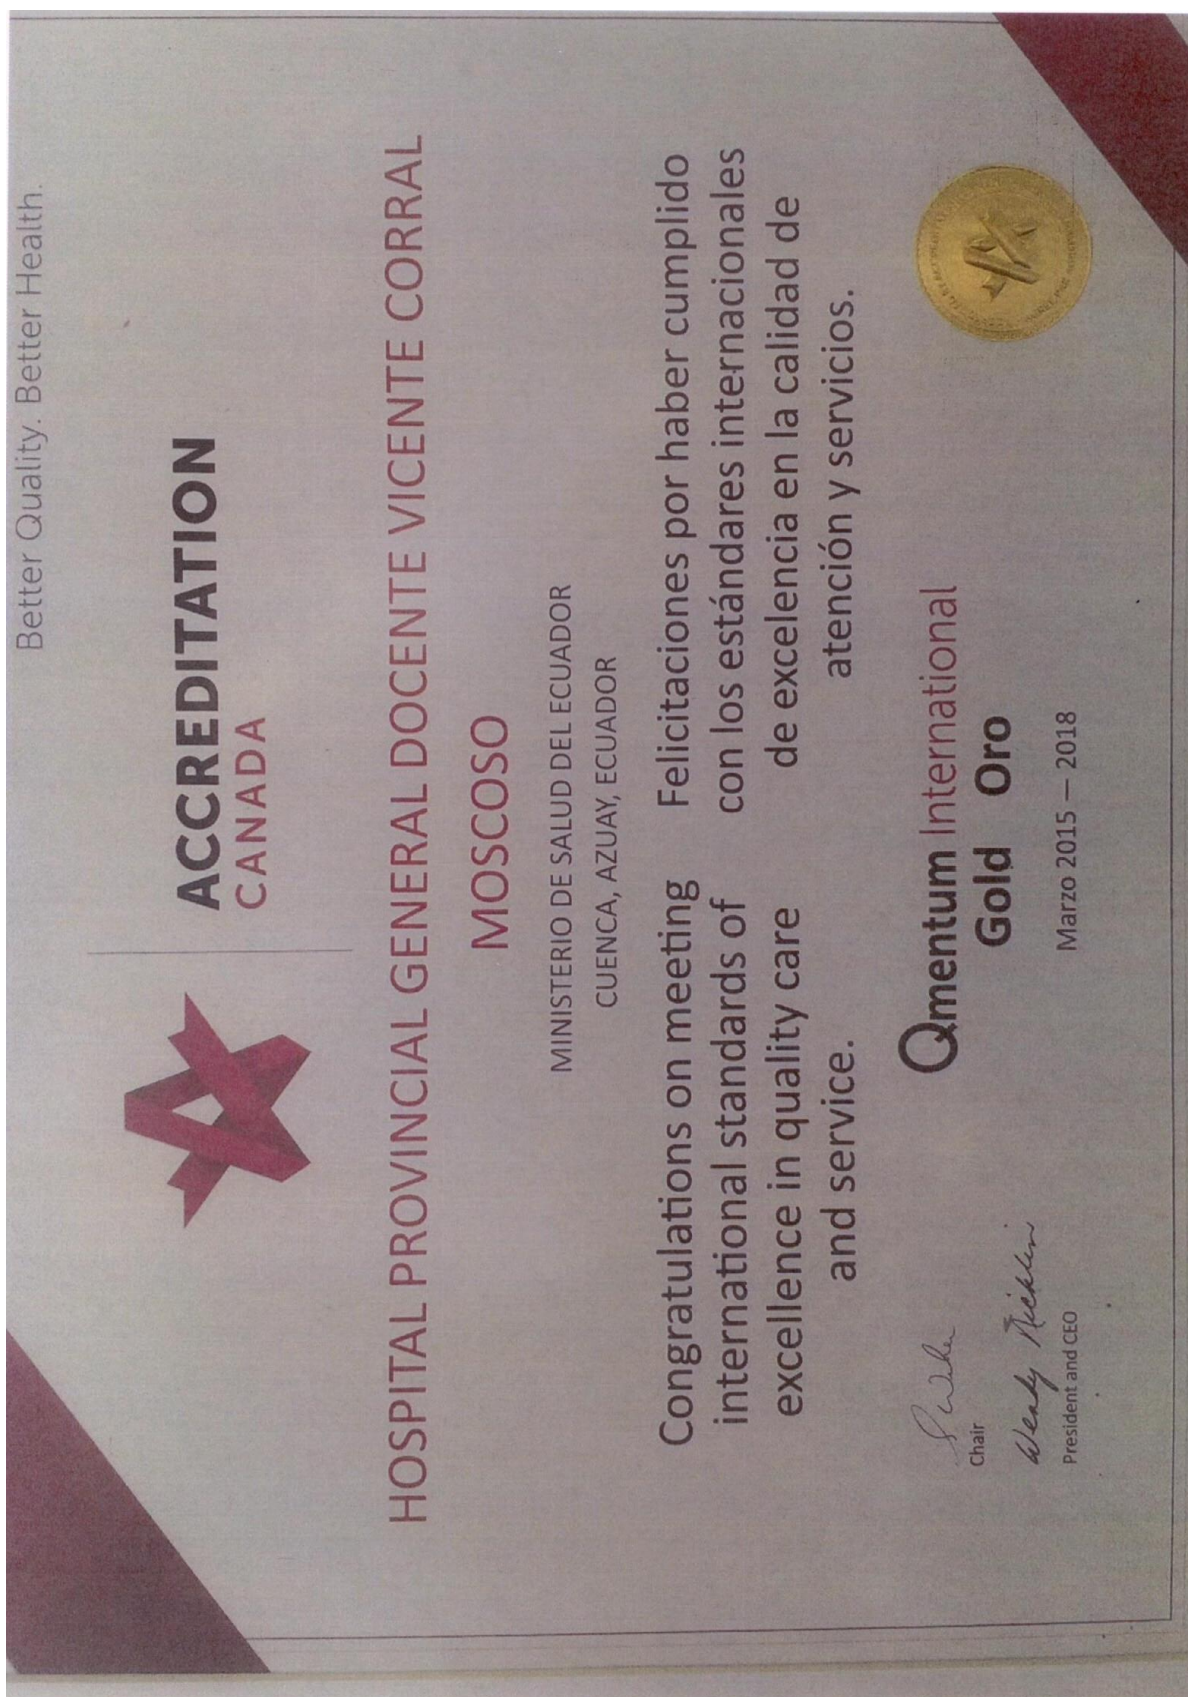 Better Quality. Better Health.
ACCREDITATION
CANADA
HOSPITAL PROVINCIAL GENERAL DOCENTE VICENTE CORRAL
MOSCOSO
MINISTERIO DE SALUD DEL ECUADOR
CUENCA, AZUAY, ECUADOR
Congratulations on meeting
international standards of
excellence in quality care
and service.
Felicitaciones por haber cumplido
con los estándares internacionales
de excelencia en la calidad de
atención y servicios.
Qmentum International
Gold Oro
Marzo 2015 – 2018
Chair
Wendy Nicklin
President and CEO